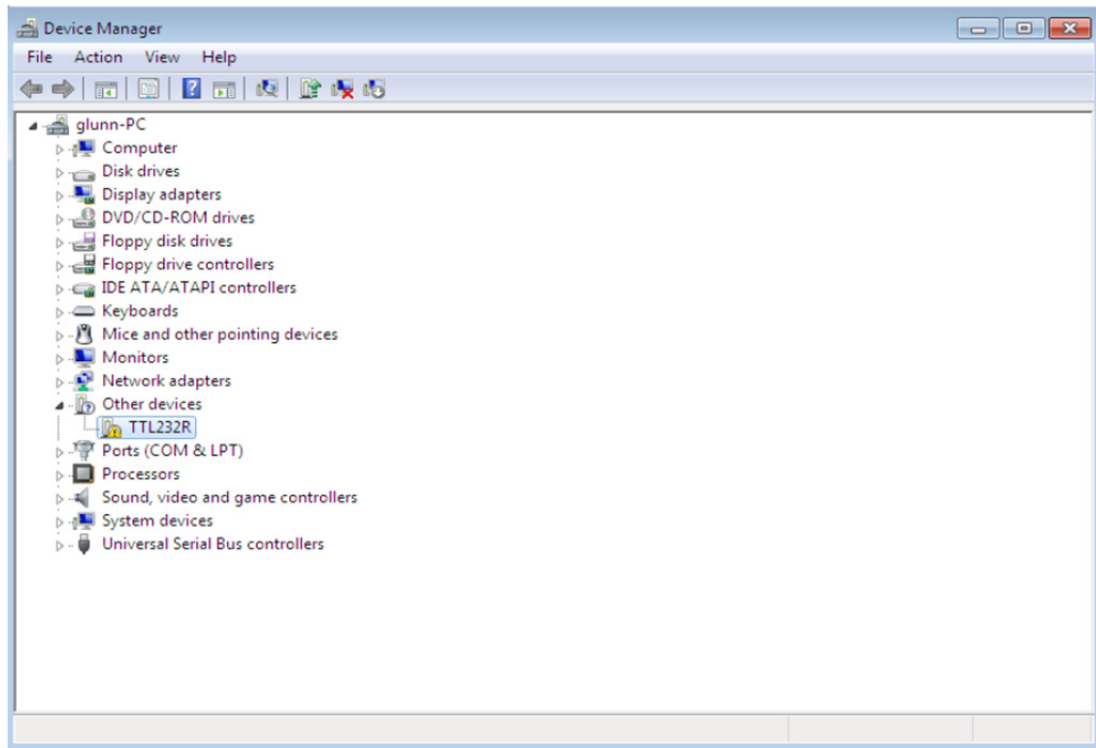 Device Manager
File Action View Help
glunn-PC
Computer
Disk drives
Display adapters
DVD/CD-ROM drives
Floppy disk drives
Floppy drive controllers
IDE ATA/ATAPI controllers
Keyboards
Mice and other pointing devices
Monitors
Network adapters
Other devices
TTL232R
Ports (COM & LPT)
Processors
Sound, video and game controllers
System devices
Universal Serial Bus controllers